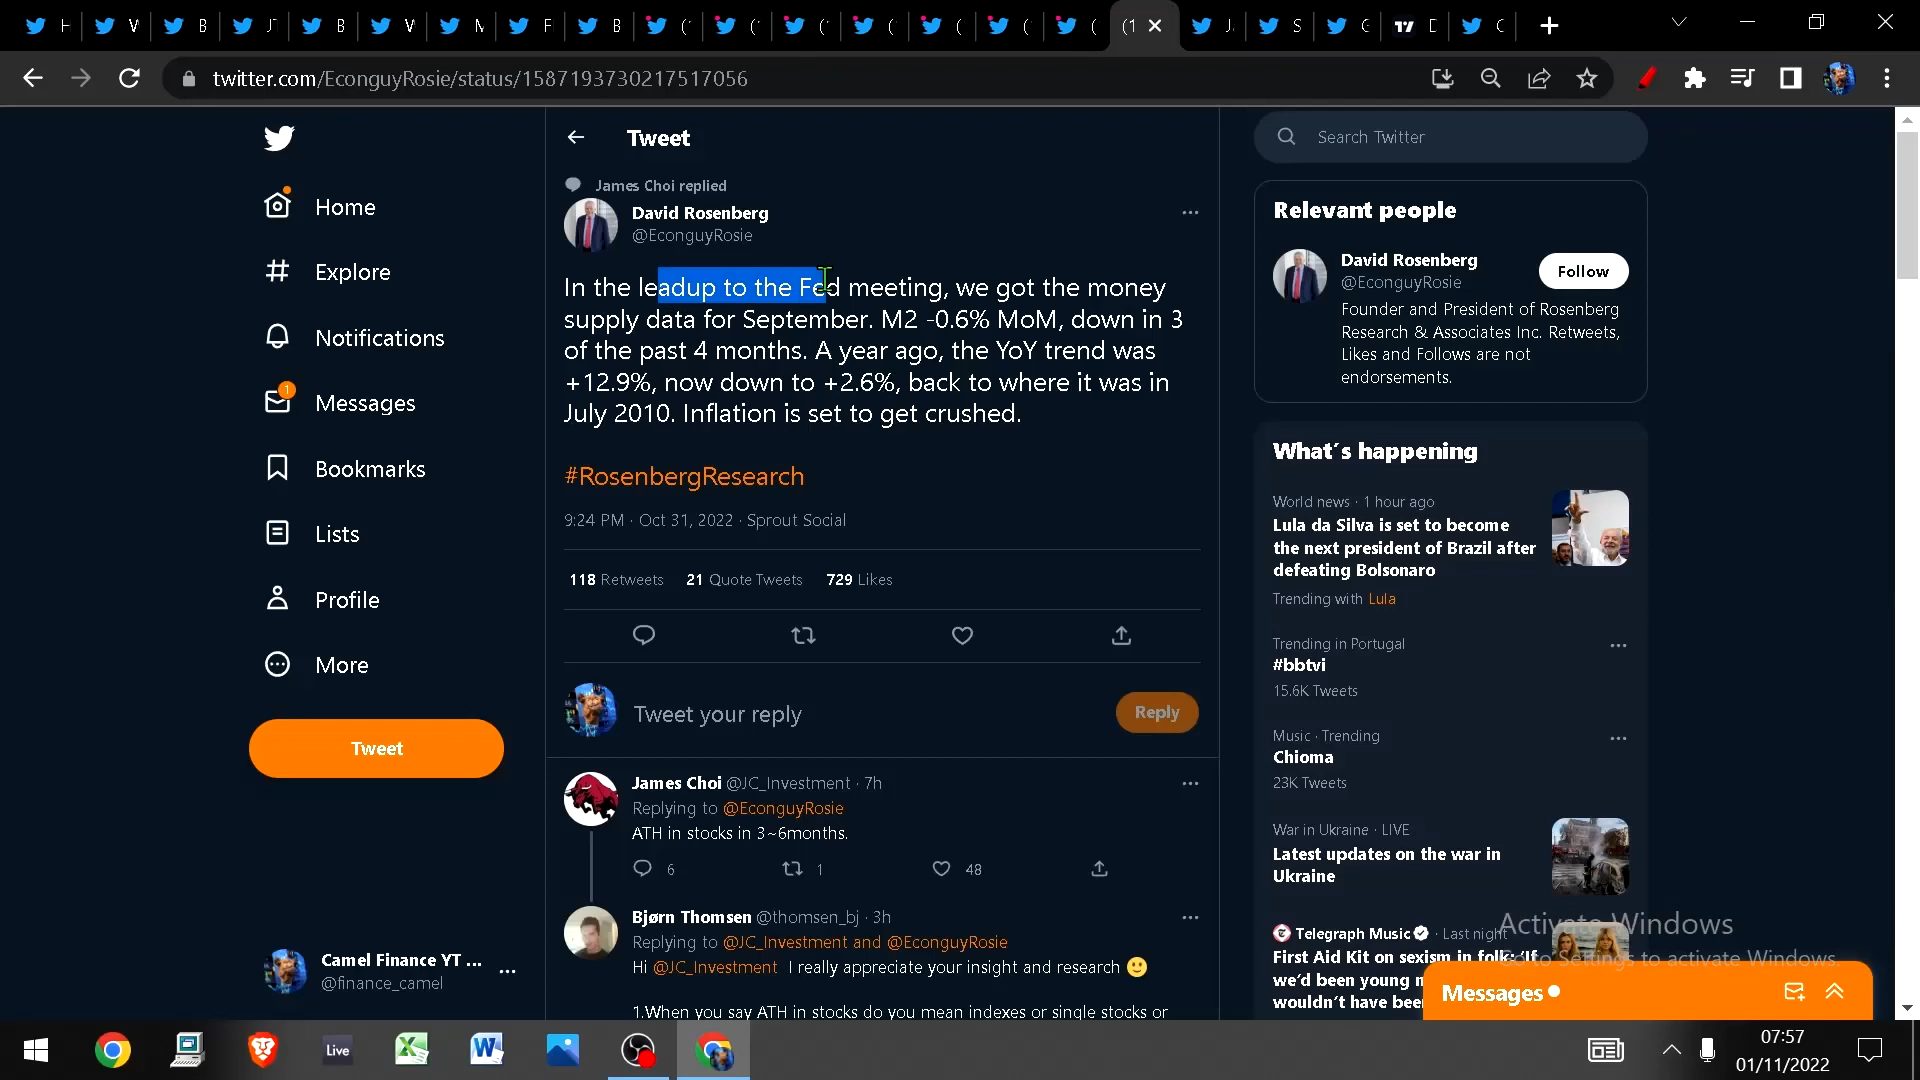 H
W
B
JT
B
W
M
F
B
(
(
(
(
(
(
(
(1
J
S
G
D
C
twitter.com/EconguyRosie/status/1587193730217517056
Home
Explore
Notifications
1
Messages
Bookmarks
Lists
Profile
More
Tweet
Camel Finance YT ...
@finance_camel
Tweet
James Choi replied
David Rosenberg
@EconguyRosie
In the leadup to the Fed meeting, we got the money
supply data for September. M2 -0.6% MoM, down in 3
of the past 4 months. A year ago, the YoY trend was
+12.9%, now down to +2.6%, back to where it was in
July 2010. Inflation is set to get crushed.
#RosenbergResearch
9:24 PM · Oct 31, 2022 · Sprout Social
118 Retweets 21 Quote Tweets 729 Likes
Tweet your reply
Reply
James Choi @JC_Investment · 7h
Replying to @EconguyRosie
ATH in stocks in 3~6months.
6 1 48
Bjørn Thomsen @thomsen_bj · 3h
Replying to @JC_Investment and @EconguyRosie
Hi @JC_Investment I really appreciate your insight and research
1.When you say ATH in stocks do you mean indexes or single stocks or
Search Twitter
Relevant people
David Rosenberg
@EconguyRosie
Follow
Founder and President of Rosenberg
Research & Associates Inc. Retweets,
Likes and Follows are not
endorsements.
What's happening
World news · 1 hour ago
Lula da Silva is set to become
the next president of Brazil after
defeating Bolsonaro
Trending with Lula
Trending in Portugal
#bbtvi
15.6K Tweets
Music · Trending
Chioma
23K Tweets
War in Ukraine · LIVE
Latest updates on the war in
Ukraine
Telegraph Music · Last night
First Aid Kit on sexism in folk: 'If
we'd been young m
wouldn't have bee
Activate Windows
Go to Settings to activate Windows.
Messages
Live
07:57
01/11/2022